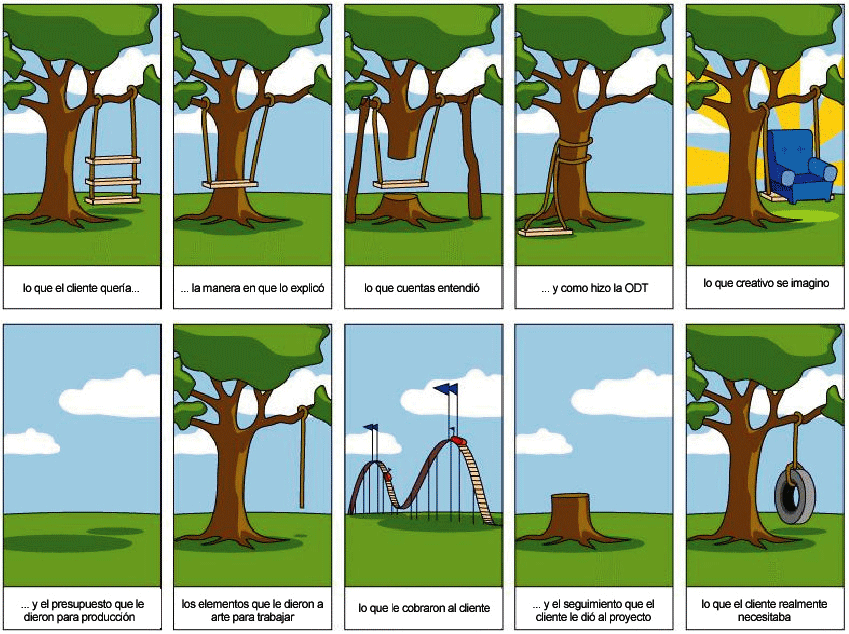 lo que el cliente quería...
... la manera en que lo explicó
lo que cuentas entendió
... y como hizo la ODT
lo que creativo se imagino
... y el presupuesto que le
dieron para producción
los elementos que le dieron a
arte para trabajar
lo que le cobraron al cliente
... y el seguimiento que el
cliente le dió al proyecto
lo que el cliente realmente
necesitaba